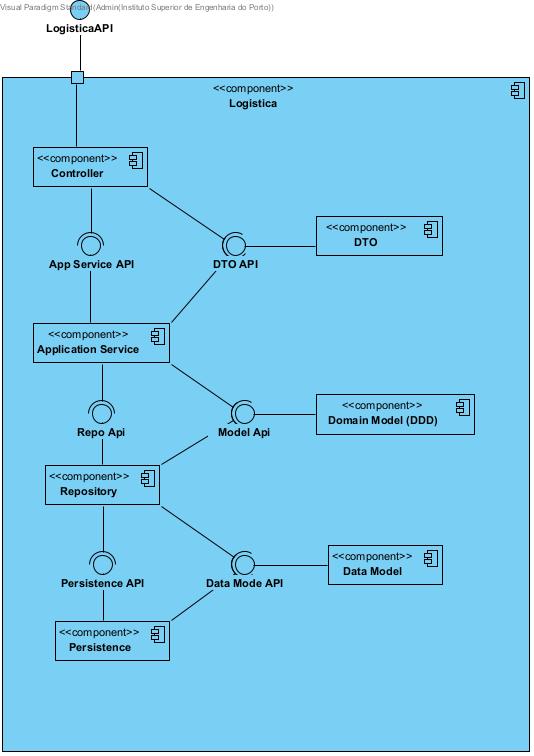 Visual Paradigm Standard(Admin(Instituto Superior de Engenharia do Porto))
LogisticaAPI
<<component>>
Logistica
<<component>>
Controller
<<component>>
DTO
App Service API
DTO API
<<component>>
Application Service
<<component>>
Domain Model (DDD)
Repo Api
Model Api
<<component>>
Repository
<<component>>
Data Model
Persistence API
Data Mode API
<<component>>
Persistence